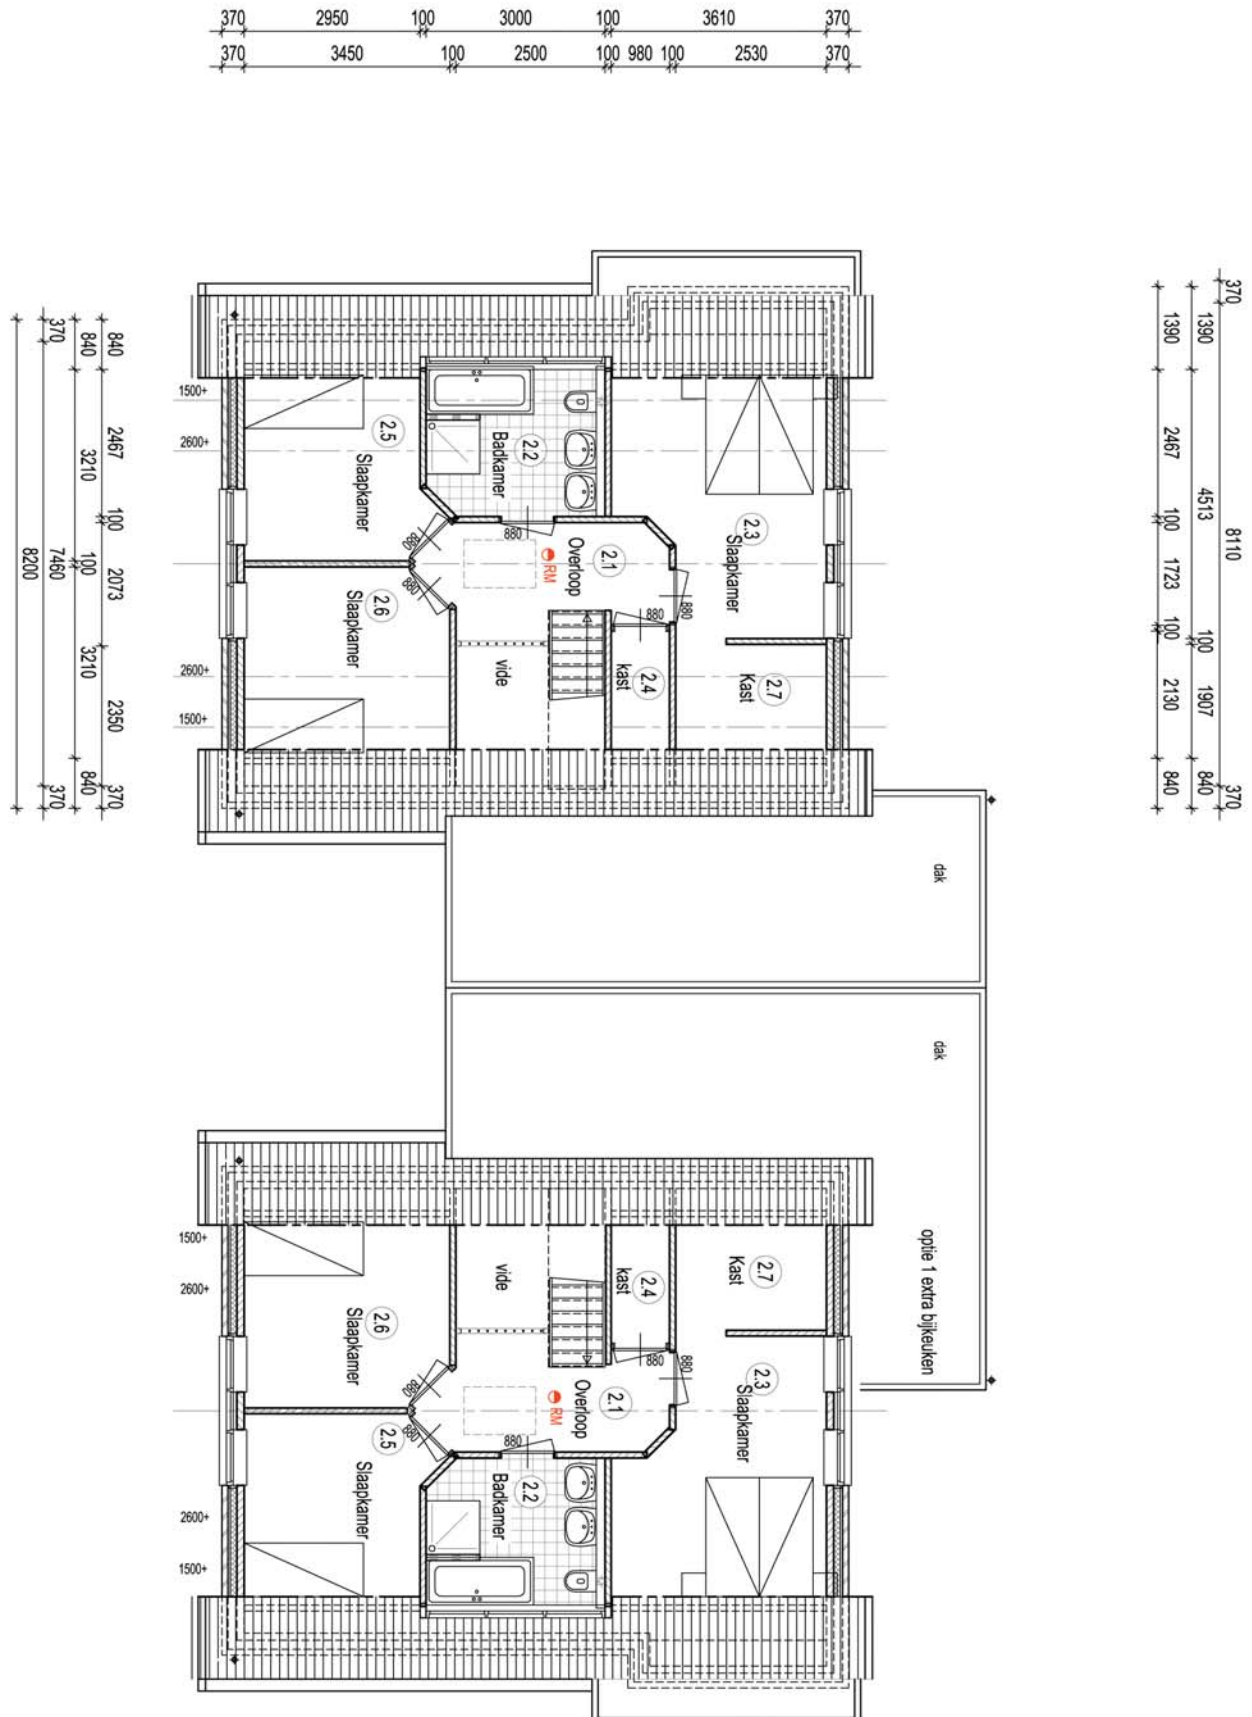 370 2950 100 3000 100 3610 370
370 3450 100 2500 100 980 100 2530 370
370 8110 370
1390 4513 100 1907 840
1390 2467 100 1723 100 2130 840
840 2467 100 2073 2350 370
840 3210 100 3210 840
370 7460 370
8200
1500+
2600+
2600+
1500+
2.5
Slaapkamer
2.2
Badkamer
2.3
Slaapkamer
2.1
Overloop
RM
880
880
880
880
880
2.6
Slaapkamer
vide
2.4
kast
2.7
Kast
dak
dak
optie 1 extra bijkeuken
1500+
2600+
2600+
1500+
2.6
Slaapkamer
vide
2.4
kast
2.7
Kast
880
880
880
880
880
2.1
Overloop
RM
2.3
Slaapkamer
2.5
Slaapkamer
2.2
Badkamer